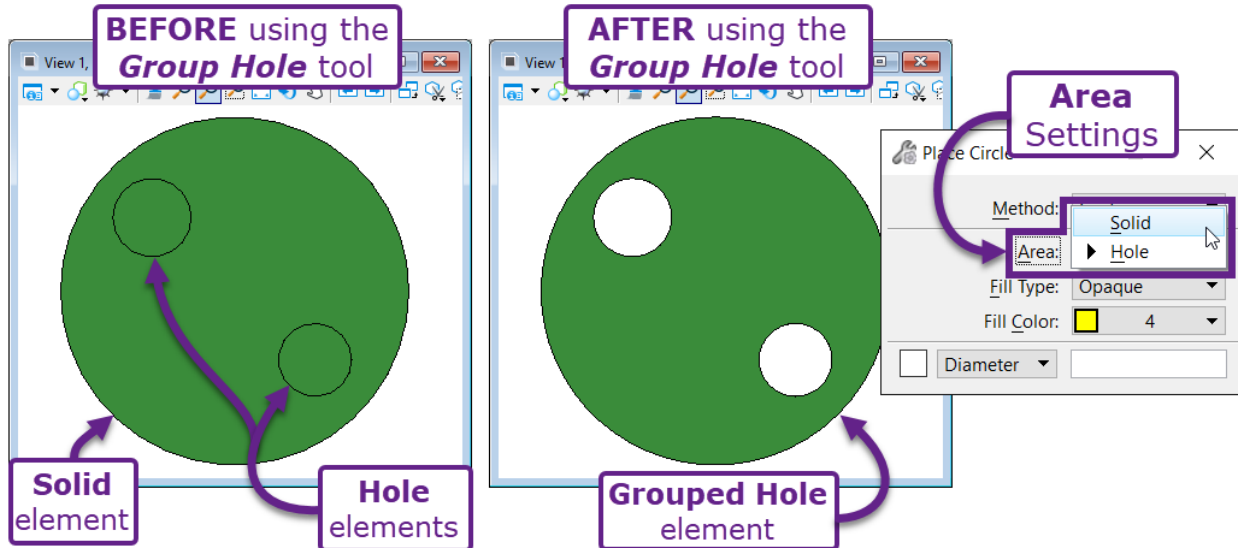 BEFORE using the
Group Hole tool
View 1,
Solid
element
Hole
elements
AFTER using the
Group Hole tool
View 1
Grouped Hole
element
Area
Settings
Place Circle
Method:
Area:
Solid
Hole
Fill Type: Opaque
Fill Color: 4
Diameter